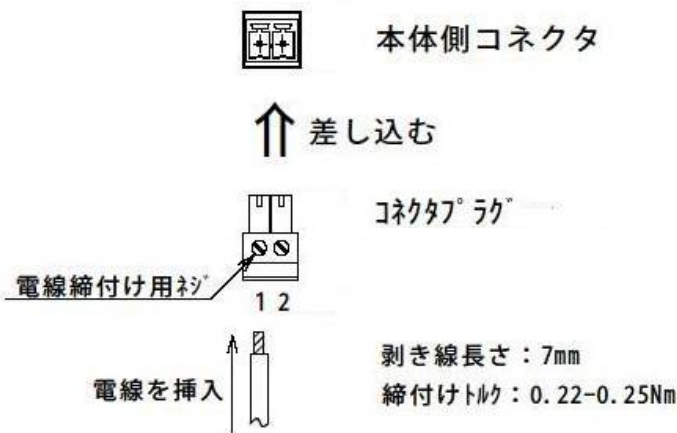 本体側コネクタ
差し込む
ｺﾈｸﾀﾌﾟﾗｸﾞ
電線締付け用ﾈｼﾞ
1 2
電線を挿入
剥き線長さ：7mm
締付けﾄﾙｸ：0.22-0.25Nm